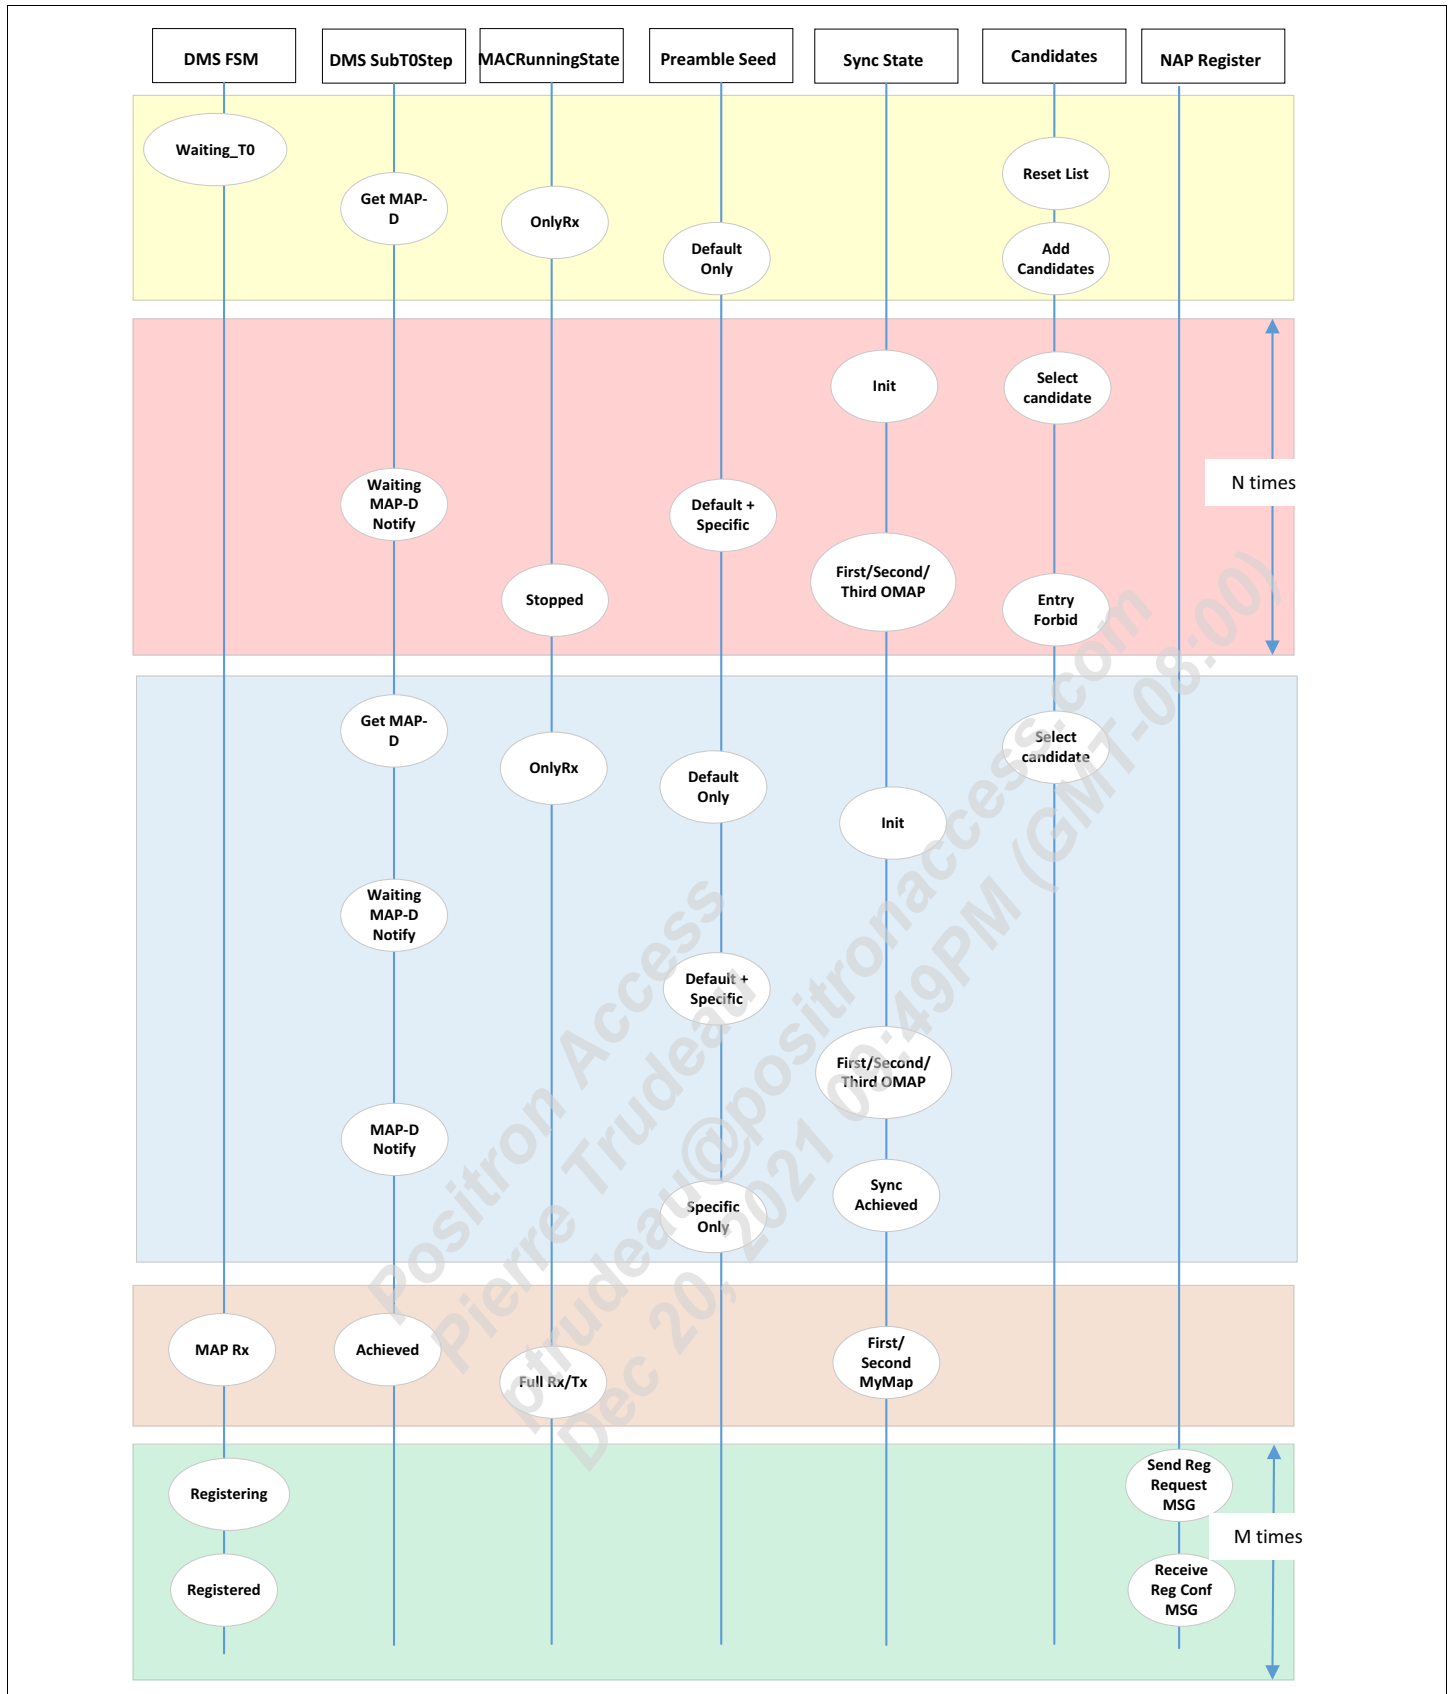 DMS FSM
DMS SubT0Step
MACRunningState
Preamble Seed
Sync State
Candidates
NAP Register
Waiting_T0
Reset List
Get MAP-
D
OnlyRx
Default
Only
Add
Candidates
Init
Select
candidate
N times
Waiting
MAP-D
Notify
Default +
Specific
First/Second/
Third OMAP
Stopped
Entry
Forbid
Get MAP-
D
OnlyRx
Default
Only
Select
candidate
Init
Waiting
MAP-D
Notify
Default +
Specific
First/Second/
Third OMAP
MAP-D
Notify
Sync
Achieved
Specific
Only
MAP Rx
Achieved
Full Rx/Tx
First/
Second
MyMap
Registering
Send Reg
Request
MSG
M times
Registered
Receive
Reg Conf
MSG
Positron Access
Pierre Trudeau
ptrudeau@positronaccess.com
Dec 20, 2021 09:49PM (GMT-08:00)